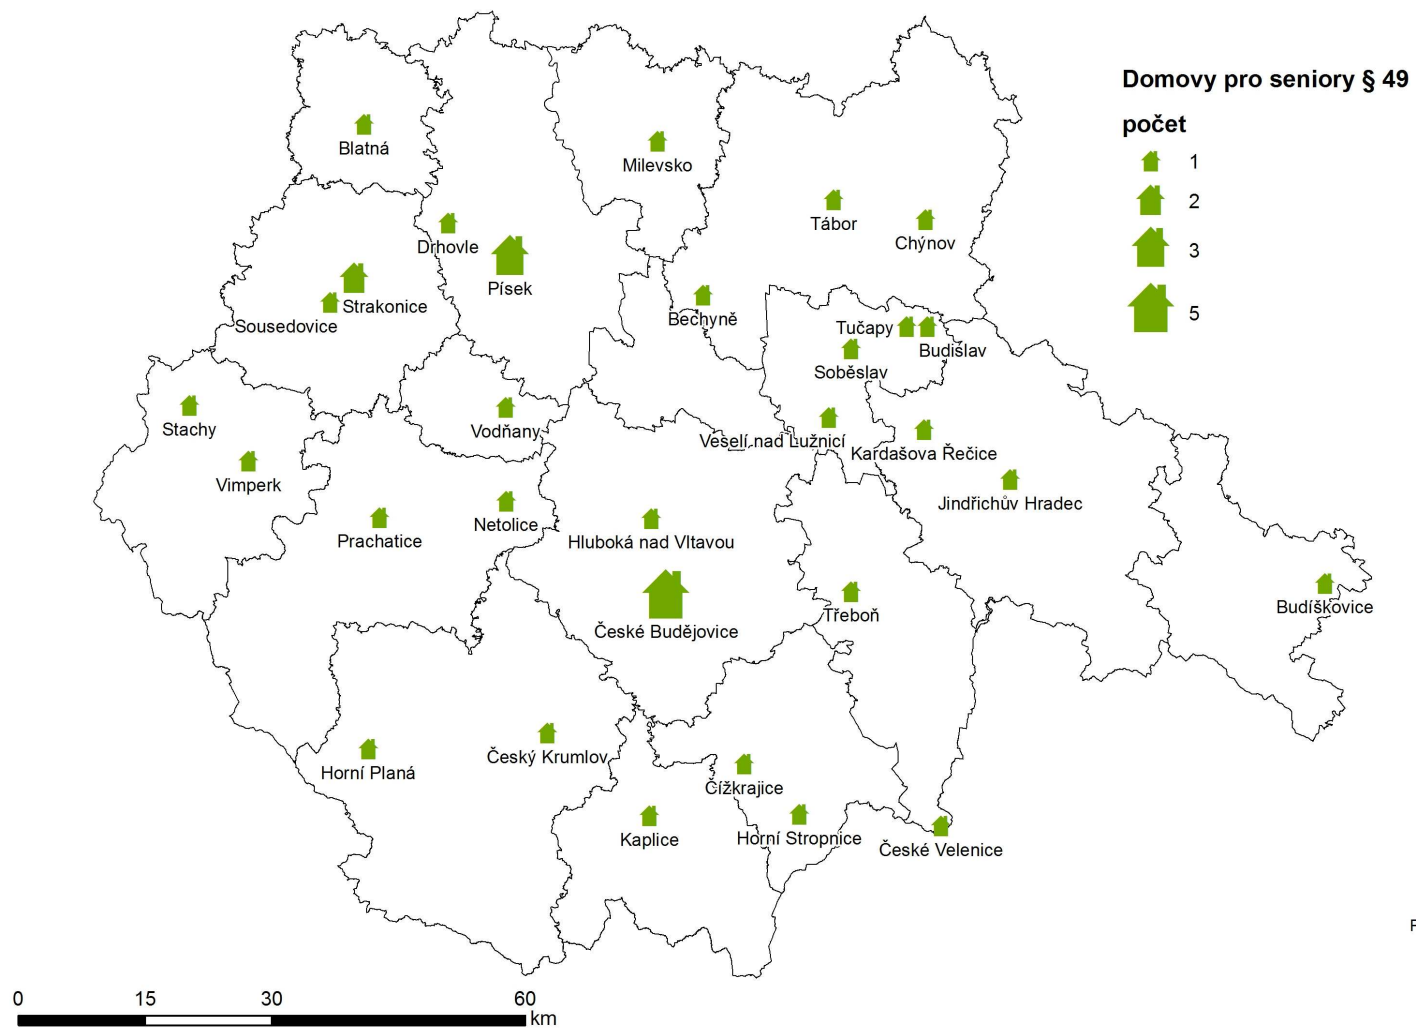 Domovy pro seniory § 49
počet
1
2
3
5
Blatná
Milevsko
Tábor
Chýnov
Drhovle
Písek
Strakonice
Sousedovice
Bechyně
Tučapy
Budislav
Soběslav
Stachy
Vodňany
Veselí nad Lužnicí
Kardašova Řečice
Vimperk
Jindřichův Hradec
Netolice
Prachatice
Hluboká nad Vltavou
Budíškovice
Třeboň
České Budějovice
Český Krumlov
Horní Planá
Čížkrajice
Kaplice
Horní Stropnice
České Velenice
0 15 30 60
km